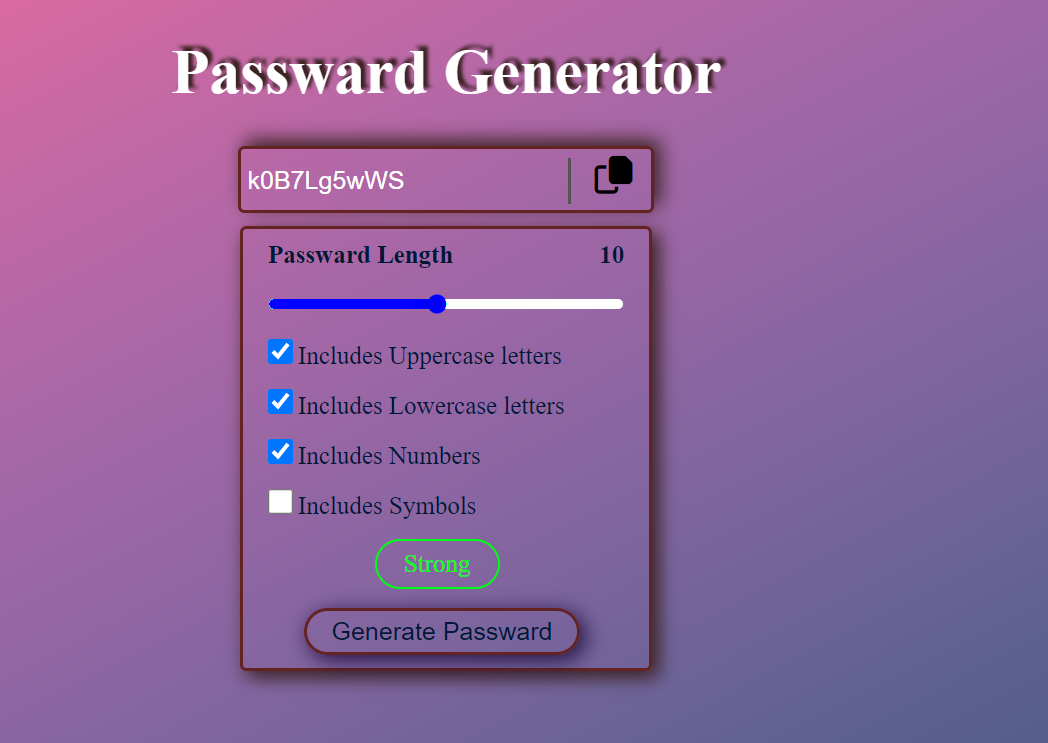 Passward Generator
k0B7Lg5wWS
Passward Length 10
Includes Uppercase letters
Includes Lowercase letters
Includes Numbers
Includes Symbols
Strong
Generate Passward